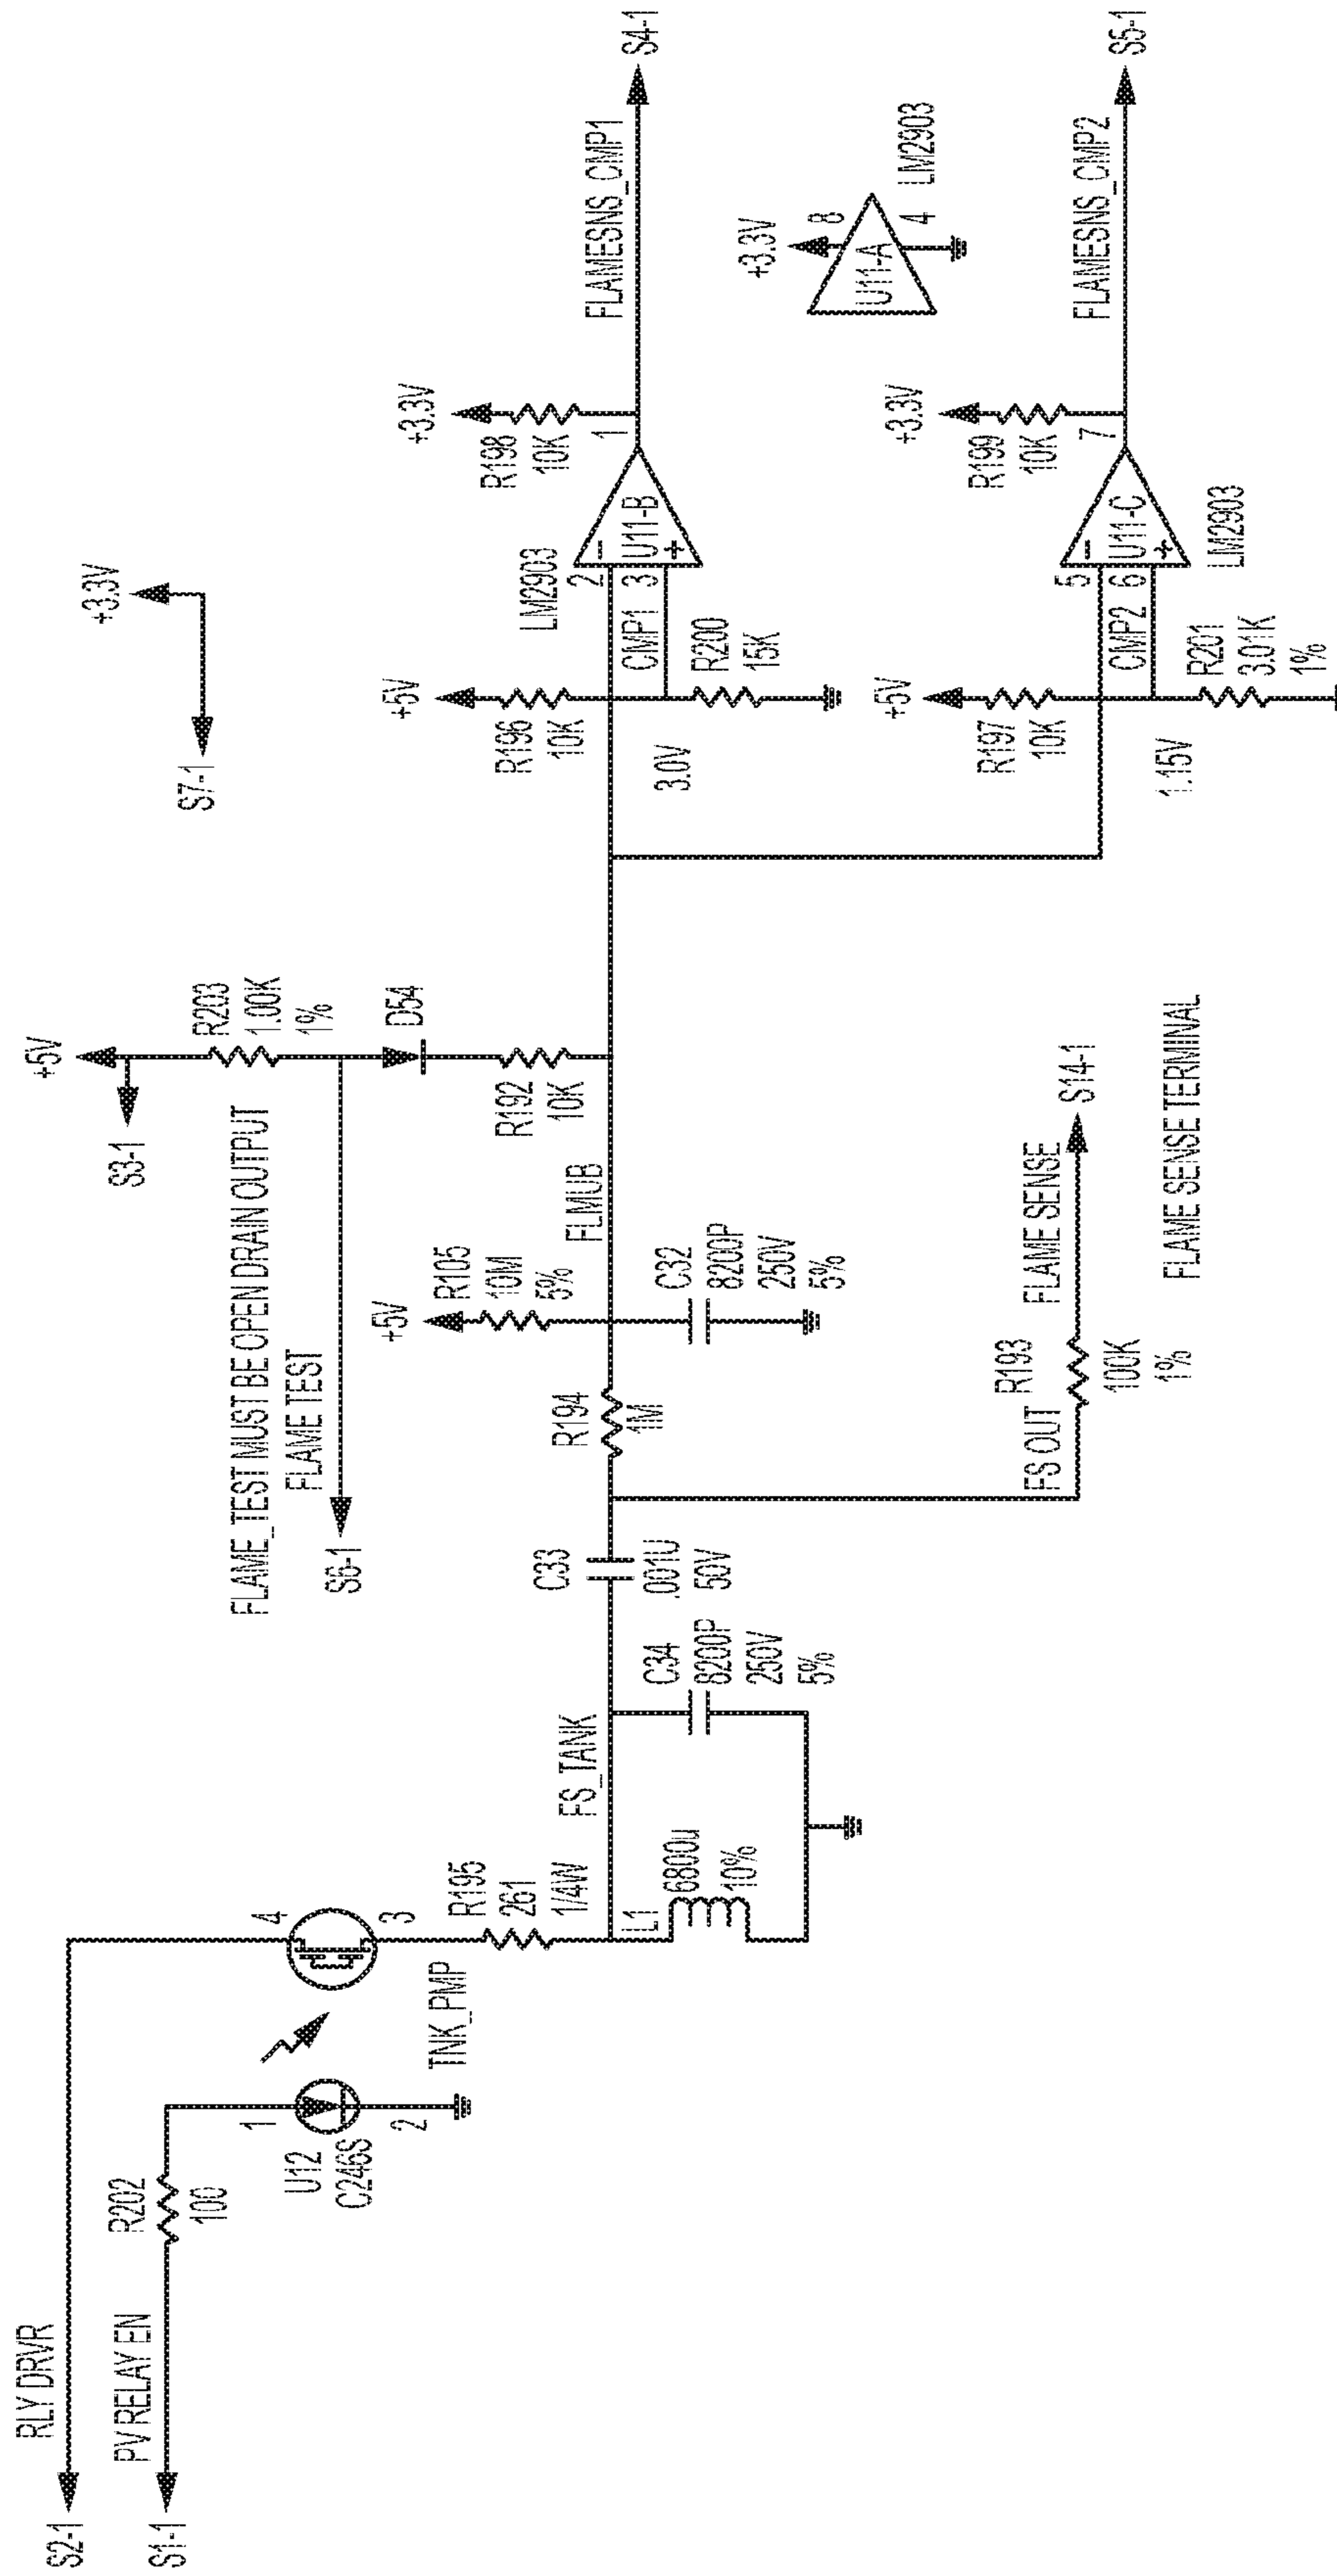 S2-1
RLY DRVR
S1-1
PV RELAY EN
R202
100
U12
C246S
1
2
4
3
TNK_PMP
R195
261
1/4W
L1
6800u
10%
FS_TANK
C34
8200P
250V
5%
C33
.001U
50V
FLAME_TEST MUST BE OPEN DRAIN OUTPUT
FLAME TEST
S6-1
S3-1
+5V
R203
1.00K
1%
D54
R192
10K
R194
1M
+5V
R105
10M
5%
FLMUB
C32
8200P
250V
5%
FS OUT
R193
100K
1%
FLAME SENSE
S14-1
FLAME SENSE TERMINAL
S7-1
+3.3V
+5V
R196
10K
3.0V
LM2903
2
CMP1
3
U11-B
R200
15K
+3.3V
R198
10K
1
FLAMESNS_CMP1
S4-1
+3.3V
8
U11-A
4
LM2903
+5V
R197
10K
1.15V
5
CMP2
6
U11-C
LM2903
R201
3.01K
1%
+3.3V
R199
10K
7
FLAMESNS_CMP2
S5-1